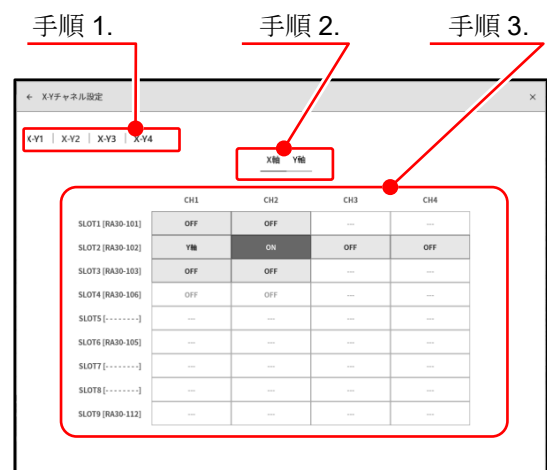 手順 1. 手順 2. 手順 3.
← X-Yチャネル設定 ×
X-Y1 | X-Y2 | X-Y3 | X-Y4
X軸 Y軸
CH1 CH2 CH3 CH4
SLOT1 [RA30-101] OFF OFF --- ---
SLOT2 [RA30-102] Y軸 ON OFF OFF
SLOT3 [RA30-103] OFF OFF --- ---
SLOT4 [RA30-106] OFF OFF --- ---
SLOT5 [--------] --- --- --- ---
SLOT6 [RA30-105] --- --- --- ---
SLOT7 [--------] --- --- --- ---
SLOT8 [--------] --- --- --- ---
SLOT9 [RA30-112] --- --- --- ---